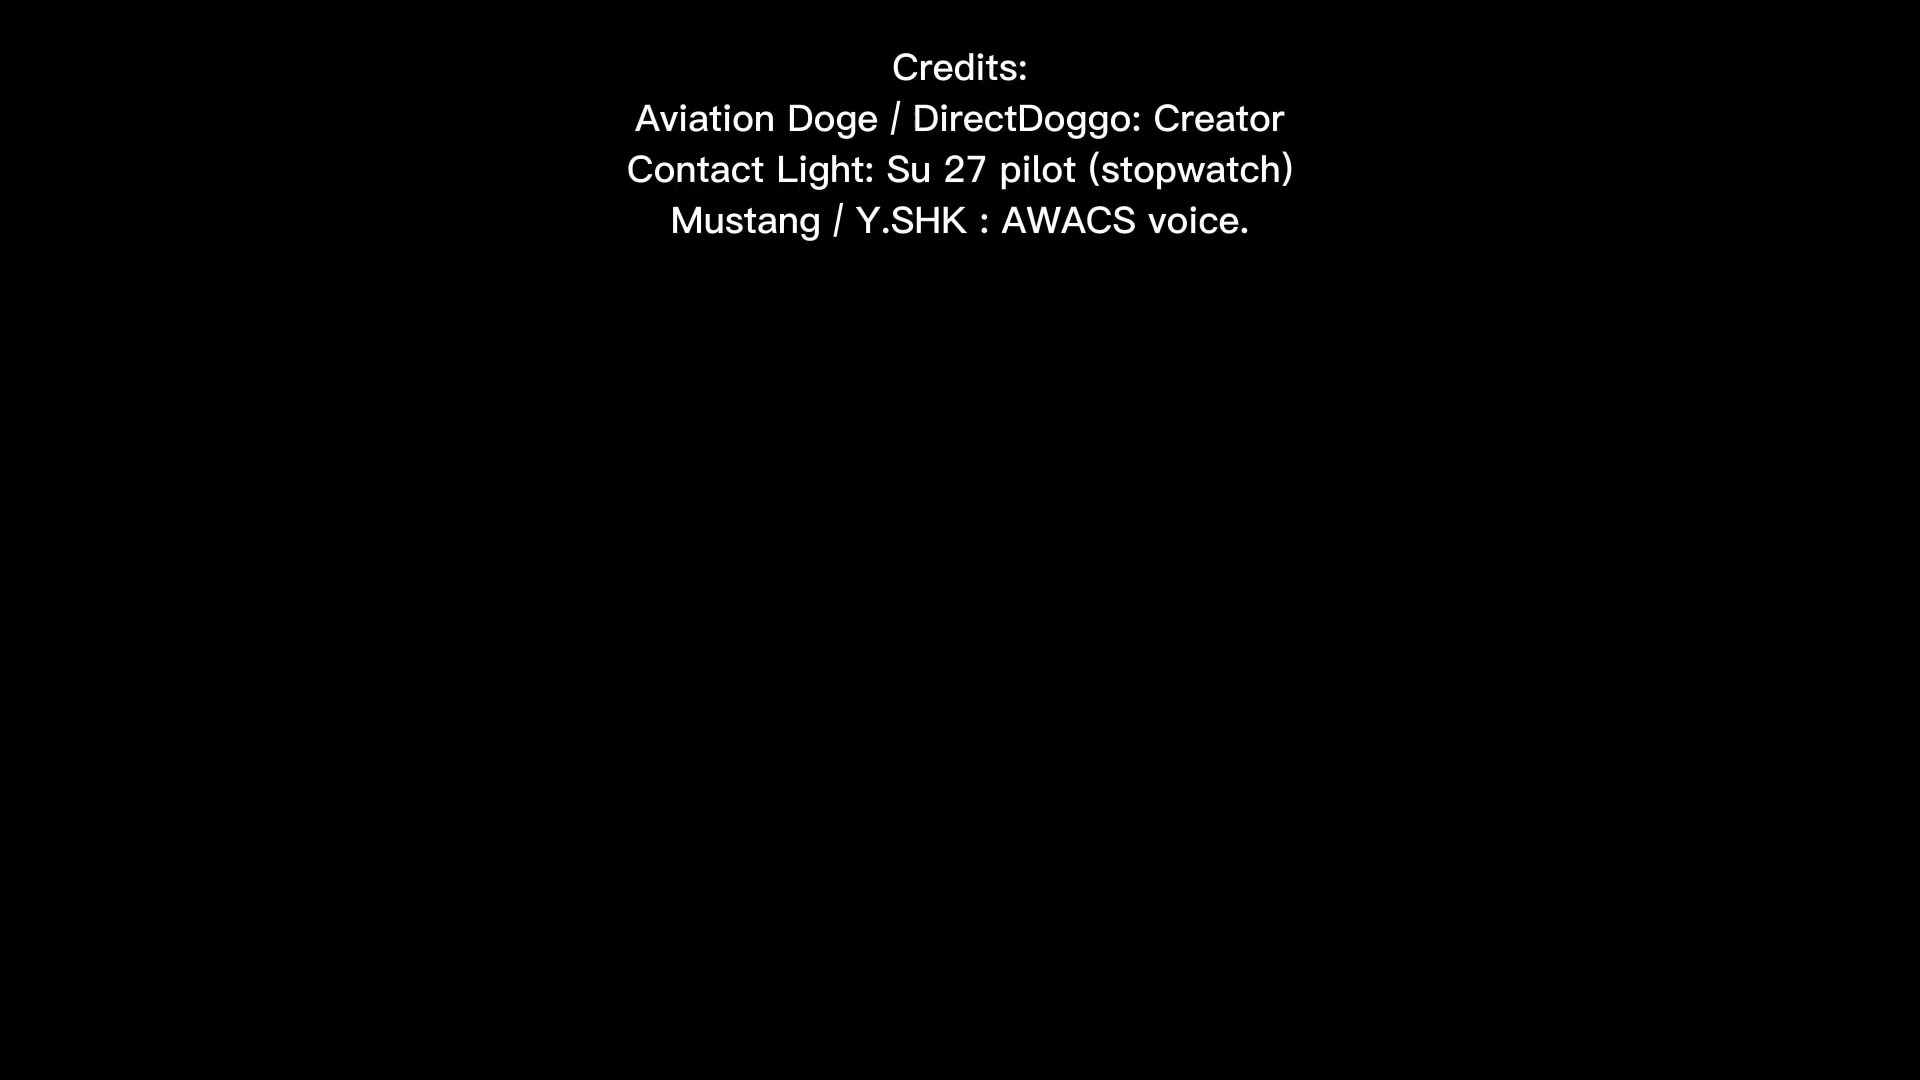 Credits:
Aviation Doge / DirectDoggo: Creator
Contact Light: Su 27 pilot (stopwatch)
Mustang / Y.SHK : AWACS voice.